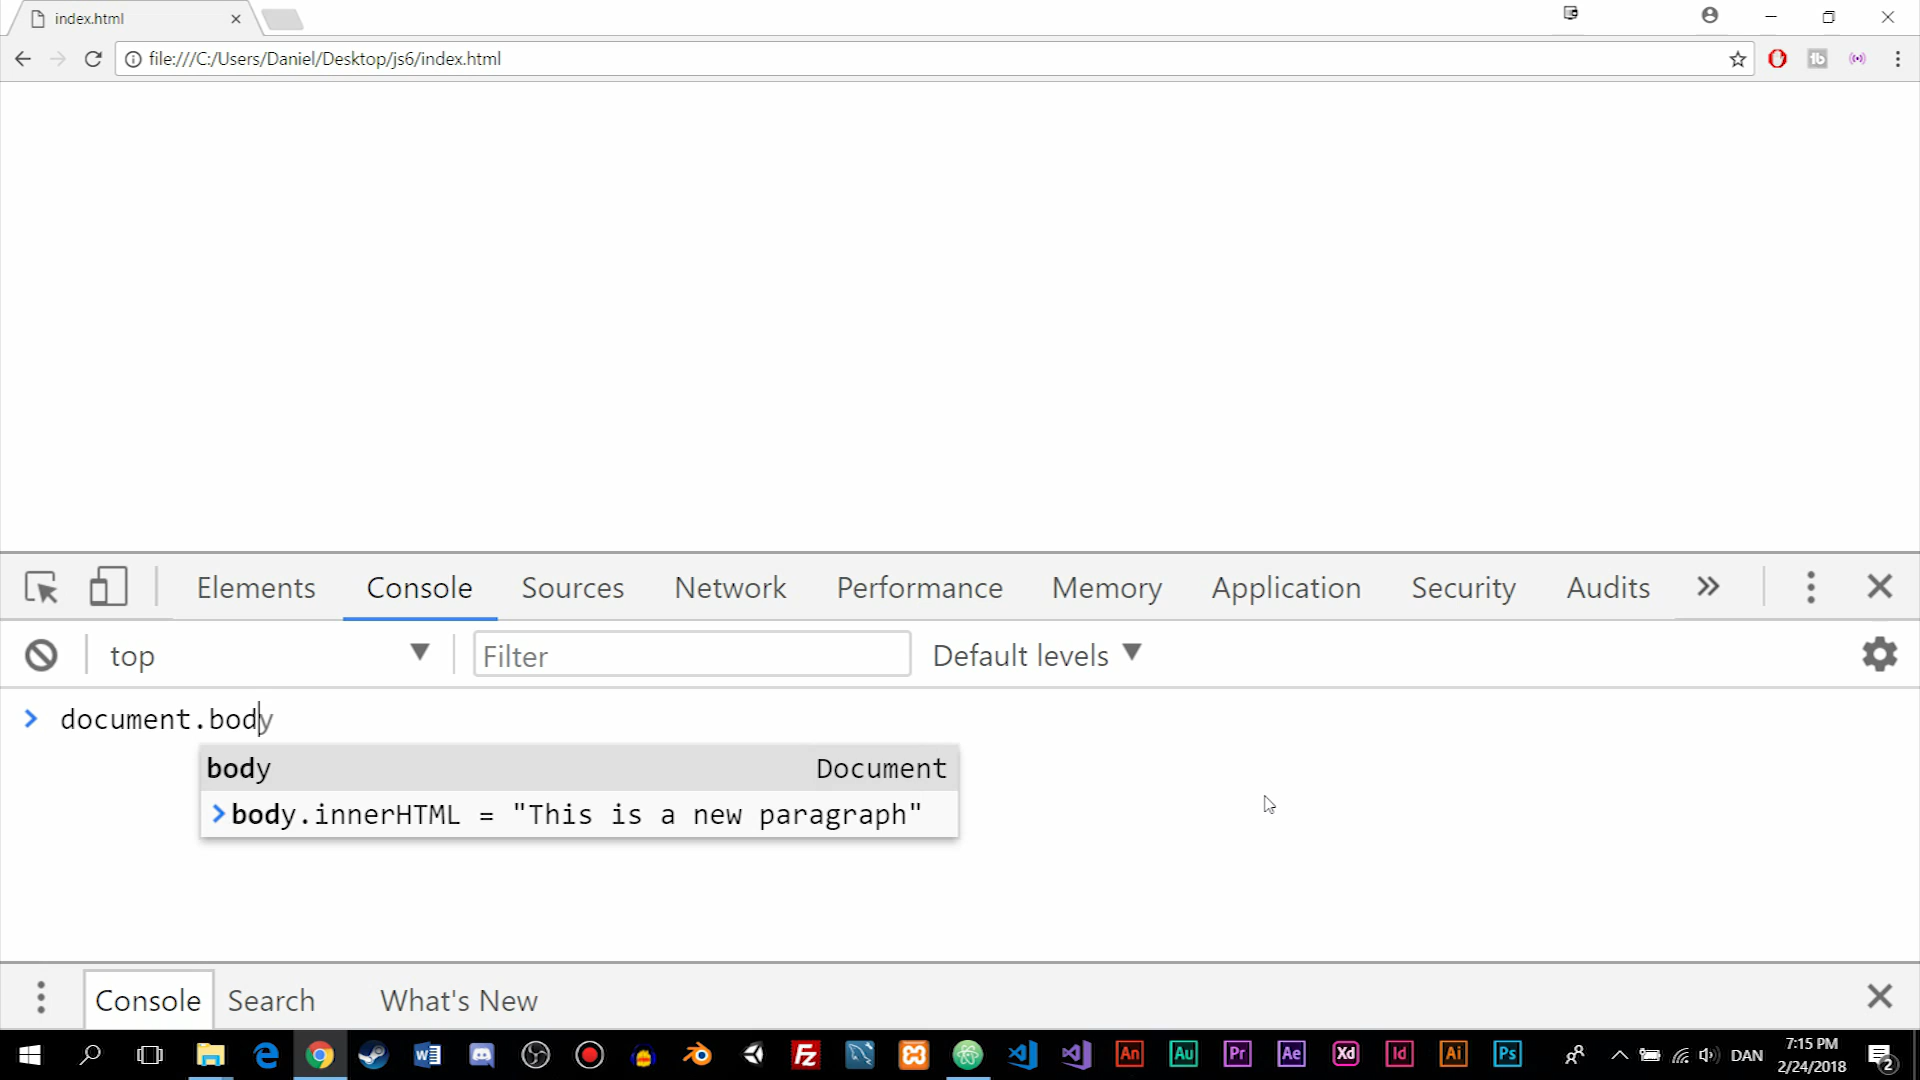 index.html
file:///C:/Users/Daniel/Desktop/js6/index.html
Elements Console Sources Network Performance Memory Application Security Audits »
top ▼ Filter Default levels ▼
> document.body
body Document
>body.innerHTML = "This is a new paragraph"
Console Search What's New
An Au Pr Ae Xd Id Ai Ps DAN 7:15 PM
2/24/2018 2